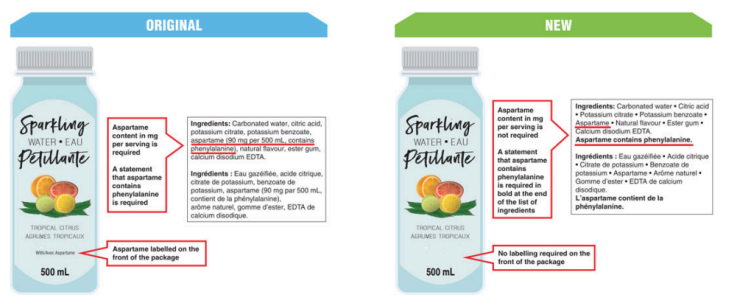 ORIGINAL
Sparkling
WATER • EAU
Pétillante
TROPICAL CITRUS
AGRUMES TROPICAUX
With/Avec Aspartame
500 mL
Aspartame
content in mg
per serving is
required
A statement
that aspartame
contains
phenylalanine
is required
Aspartame labelled on the
front of the package
Ingredients: Carbonated water, citric acid,
potassium citrate, potassium benzoate,
aspartame (90 mg per 500 mL, contains
phenylalanine), natural flavour, ester gum,
calcium disodium EDTA.
Ingrédients : Eau gazéifiée, acide citrique,
citrate de potassium, benzoate de
potassium, aspartame (90 mg par 500 mL,
contient de la phénylalanine),
arôme naturel, gomme d'ester, EDTA de
calcium disodique.
NEW
Sparkling
WATER • EAU
Pétillante
TROPICAL CITRUS
AGRUMES TROPICAUX
500 mL
Aspartame
content in mg
per serving is
not required
A statement
that aspartame
contains
phenylalanine
is required in
bold at the end
of the list of
ingredients
No labelling required on the
front of the package
Ingredients: Carbonated water • Citric acid
• Potassium citrate • Potassium benzoate •
Aspartame • Natural flavour • Ester gum •
Calcium disodium EDTA.
Aspartame contains phenylalanine.
Ingrédients : Eau gazéifiée • Acide citrique
• Citrate de potassium • Benzoate de
potassium • Aspartame • Arôme naturel •
Gomme d'ester • EDTA de calcium
disodique.
L'aspartame contient de la
phénylalanine.